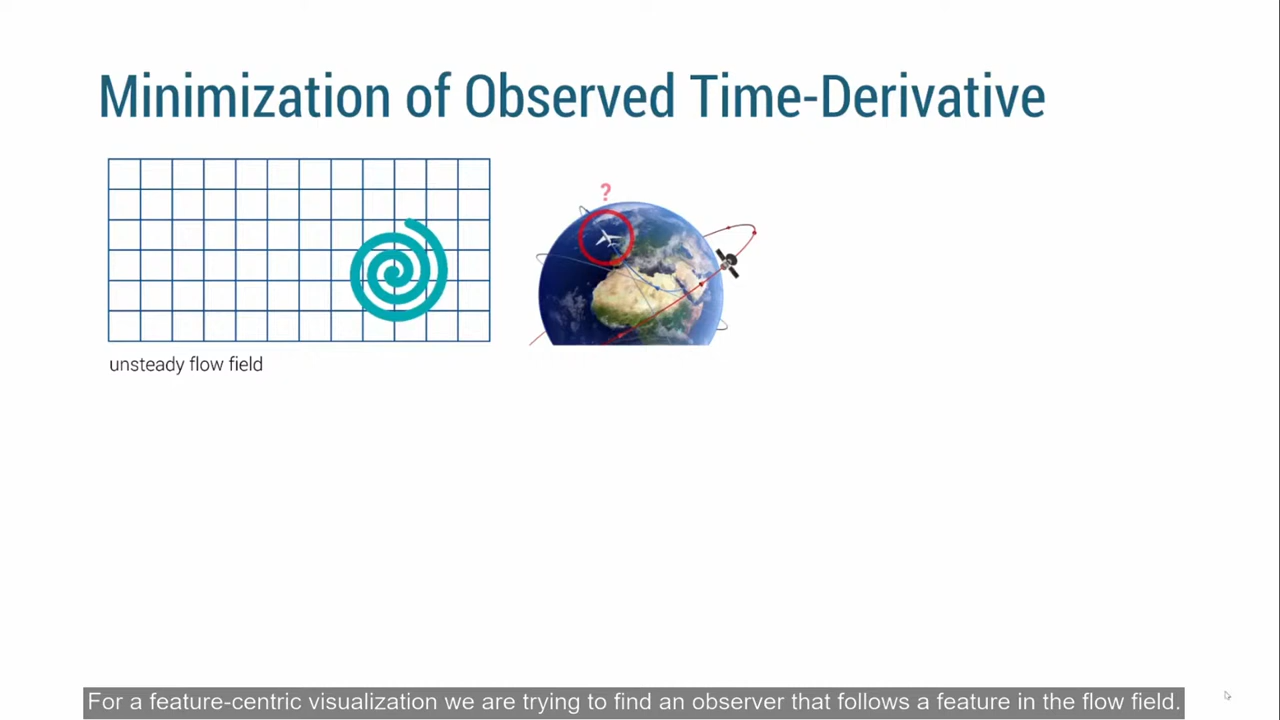 Minimization of Observed Time-Derivative
?
unsteady flow field
For a feature-centric visualization we are trying to find an observer that follows a feature in the flow field.